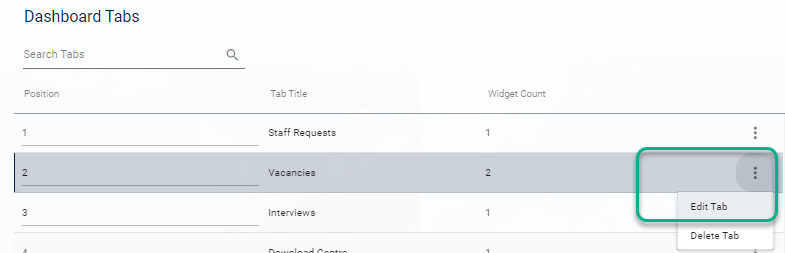 Dashboard Tabs
Search Tabs
Position Tab Title Widget Count
1 Staff Requests 1
2 Vacancies 2
3 Interviews 1
Edit Tab
4 Download Centre 1
Delete Tab